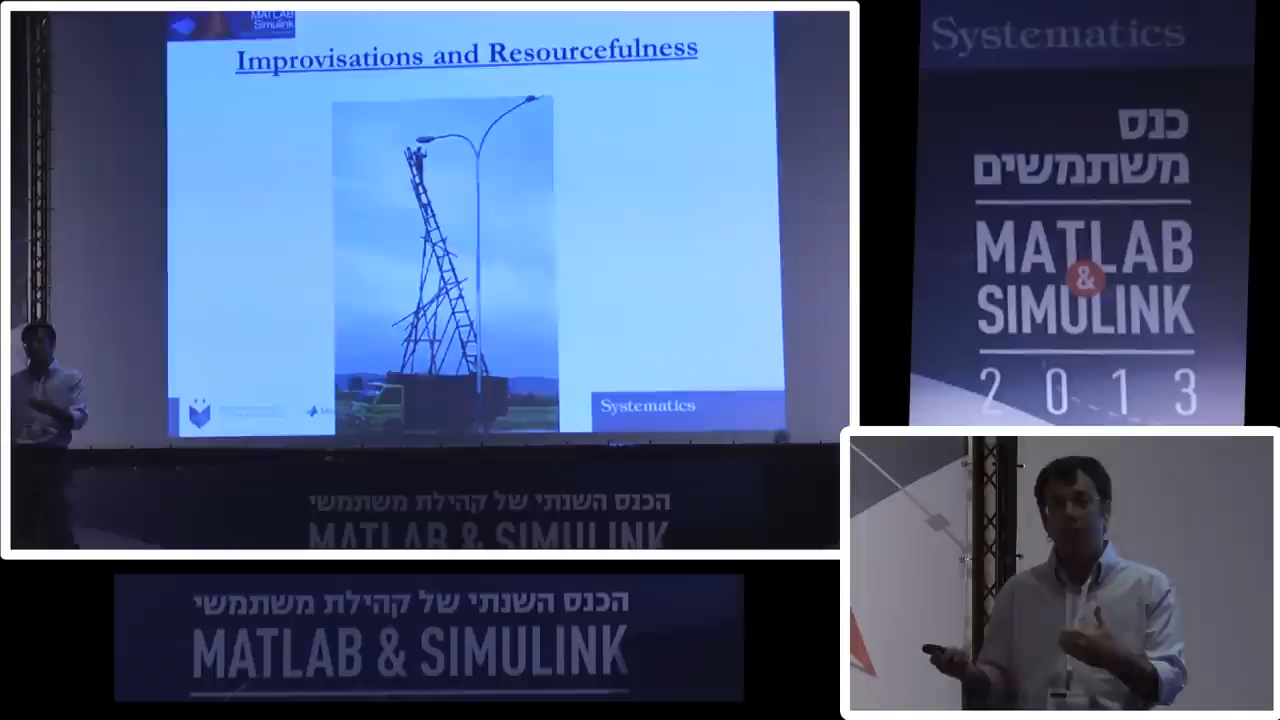 MATLAB
Simulink
Improvisations and Resourcefulness
Systematics
הכנס השנתי של קהילת משתמשי
MATLAB & SIMULINK
Systematics
כנס
משתמשים
MATLAB
&
SIMULINK
2013
הכנס השנתי של קהילת משתמשי
MATLAB & SIMULINK